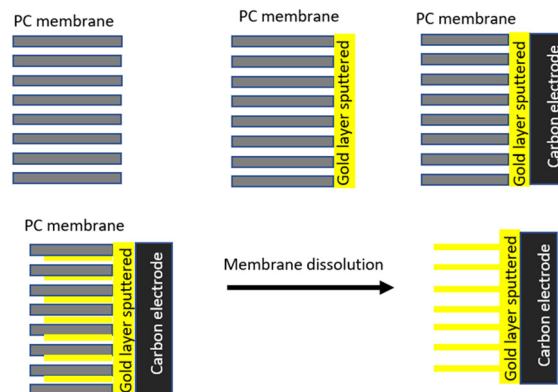 PC membrane
PC membrane
PC membrane
Gold layer sputtered
Gold layer sputtered
Carbon electrode
PC membrane
Gold layer sputtered
Carbon electrode
Membrane dissolution
Gold layer sputtered
Carbon electrode